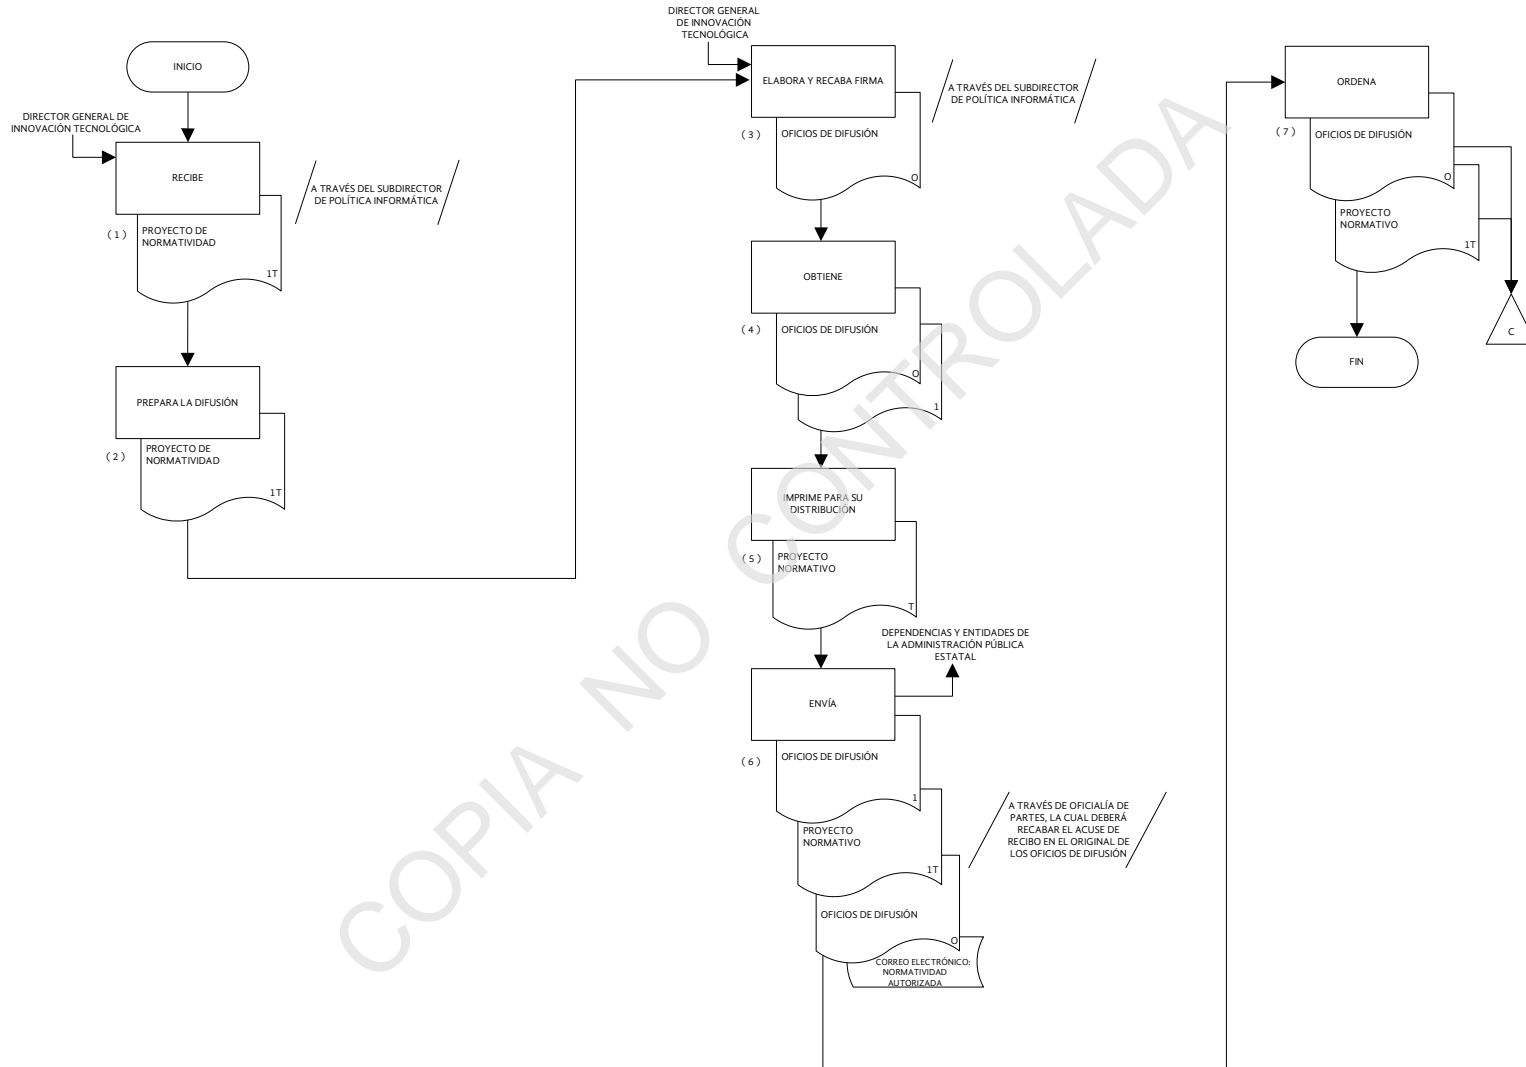 INICIO
DIRECTOR GENERAL DE
INNOVACIÓN TECNOLÓGICA
RECIBE
A TRAVÉS DEL SUBDIRECTOR
DE POLÍTICA INFORMÁTICA
( 1 )
PROYECTO DE
NORMATIVIDAD
1T
PREPARA LA DIFUSIÓN
( 2 )
PROYECTO DE
NORMATIVIDAD
1T
DIRECTOR GENERAL
DE INNOVACIÓN
TECNOLÓGICA
ELABORA Y RECABA FIRMA
A TRAVÉS DEL SUBDIRECTOR
DE POLÍTICA INFORMÁTICA
( 3 )
OFICIOS DE DIFUSIÓN
O
OBTIENE
( 4 )
OFICIOS DE DIFUSIÓN
O
1
IMPRIME PARA SU
DISTRIBUCIÓN
( 5 )
PROYECTO
NORMATIVO
T
DEPENDENCIAS Y ENTIDADES DE
LA ADMINISTRACIÓN PÚBLICA
ESTATAL
ENVÍA
( 6 )
OFICIOS DE DIFUSIÓN
1
PROYECTO
NORMATIVO
1T
A TRAVÉS DE OFICIALÍA DE
PARTES, LA CUAL DEBERÁ
RECABAR EL ACUSE DE
RECIBO EN EL ORIGINAL DE
LOS OFICIOS DE DIFUSIÓN
OFICIOS DE DIFUSIÓN
O
CORREO ELECTRÓNICO:
NORMATIVIDAD
AUTORIZADA
ORDENA
( 7 )
OFICIOS DE DIFUSIÓN
O
PROYECTO
NORMATIVO
1T
C
FIN
COPIA NO CONTROLADA